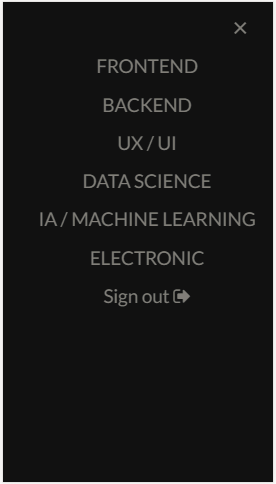 ×
FRONTEND
BACKEND
UX / UI
DATA SCIENCE
IA / MACHINE LEARNING
ELECTRONIC
Sign out